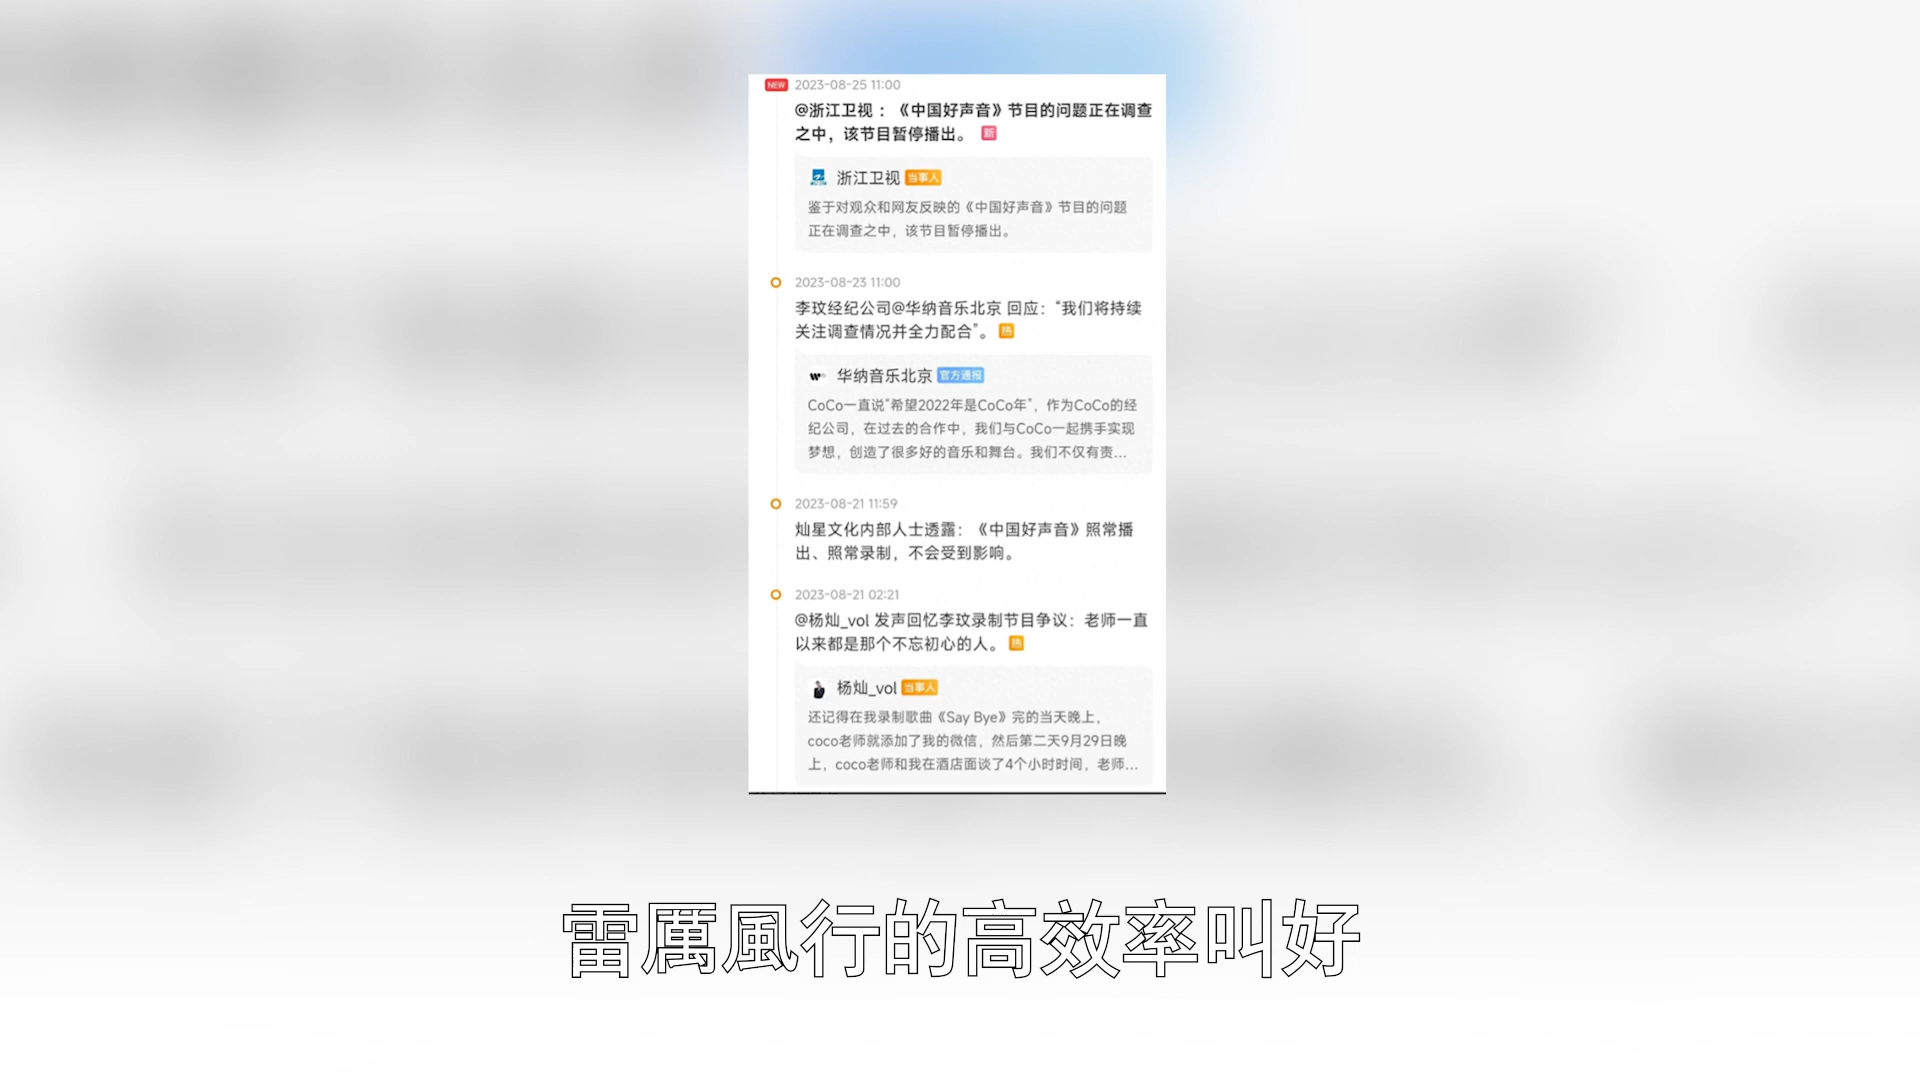 NEW 2023-08-25 11:00
@浙江卫视：《中国好声音》节目的问题正在调查
之中，该节目暂停播出。 新
浙江卫视 当事人
鉴于对观众和网友反映的《中国好声音》节目的问题
正在调查之中，该节目暂停播出。
2023-08-23 11:00
李玟经纪公司@华纳音乐北京 回应：“我们将持续
关注调查情况并全力配合”。 热
华纳音乐北京 官方通报
CoCo一直说“希望2022年是CoCo年”，作为CoCo的经
纪公司，在过去的合作中，我们与CoCo一起携手实现
梦想，创造了很多好的音乐和舞台。我们不仅有责...
2023-08-21 11:59
灿星文化内部人士透露：《中国好声音》照常播
出、照常录制，不会受到影响。
2023-08-21 02:21
@杨灿_vol 发声回忆李玟录制节目争议：老师一直
以来都是那个不忘初心的人。 热
杨灿_vol 当事人
还记得在我录制歌曲《Say Bye》完的当天晚上，
coco老师就添加了我的微信，然后第二天9月29日晚
上，coco老师和我在酒店面谈了4个小时时间，老师...
雷厲風行的高效率叫好